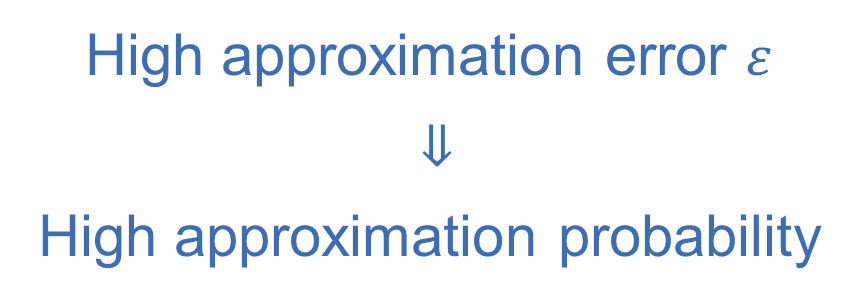 High approximation error ε
⇓
High approximation probability